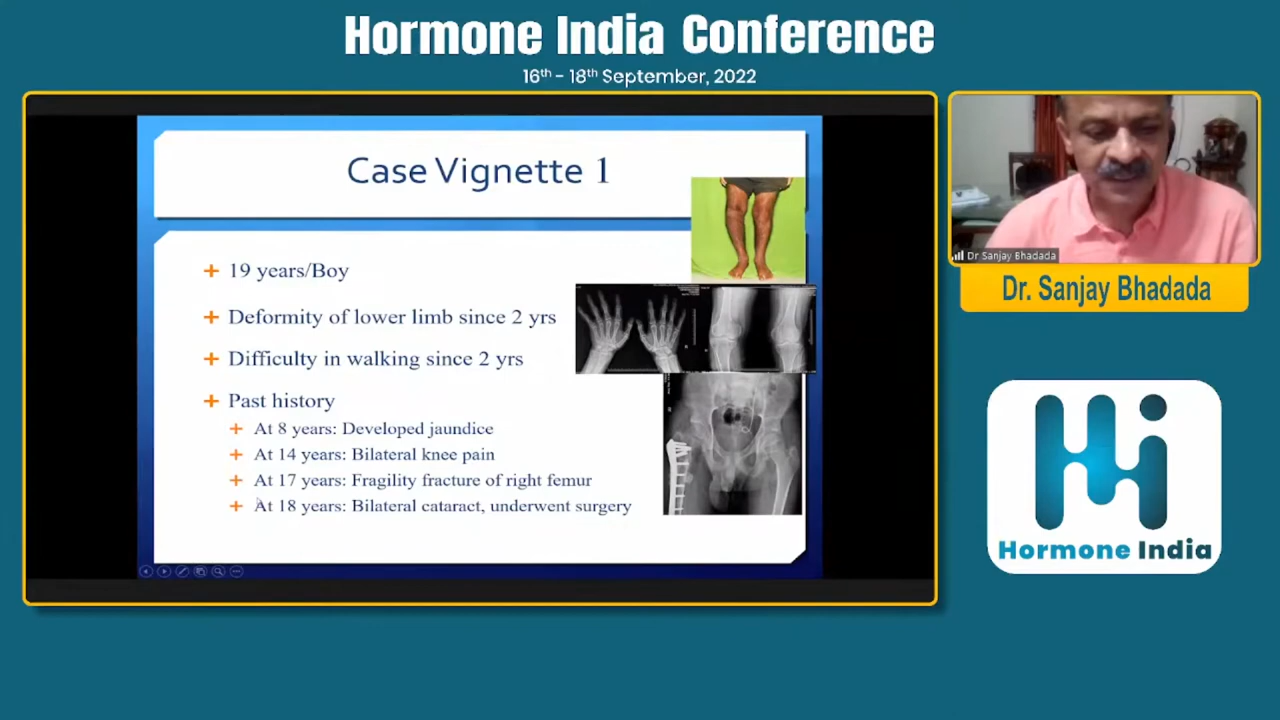 Hormone India Conference
16th - 18th September, 2022
Case Vignette 1
19 years/Boy
Deformity of lower limb since 2 yrs
Difficulty in walking since 2 yrs
Past history
At 8 years: Developed jaundice
At 14 years: Bilateral knee pain
At 17 years: Fragility fracture of right femur
At 18 years: Bilateral cataract, underwent surgery
Dr Sanjay Bhadada
Dr. Sanjay Bhadada
Hormone India